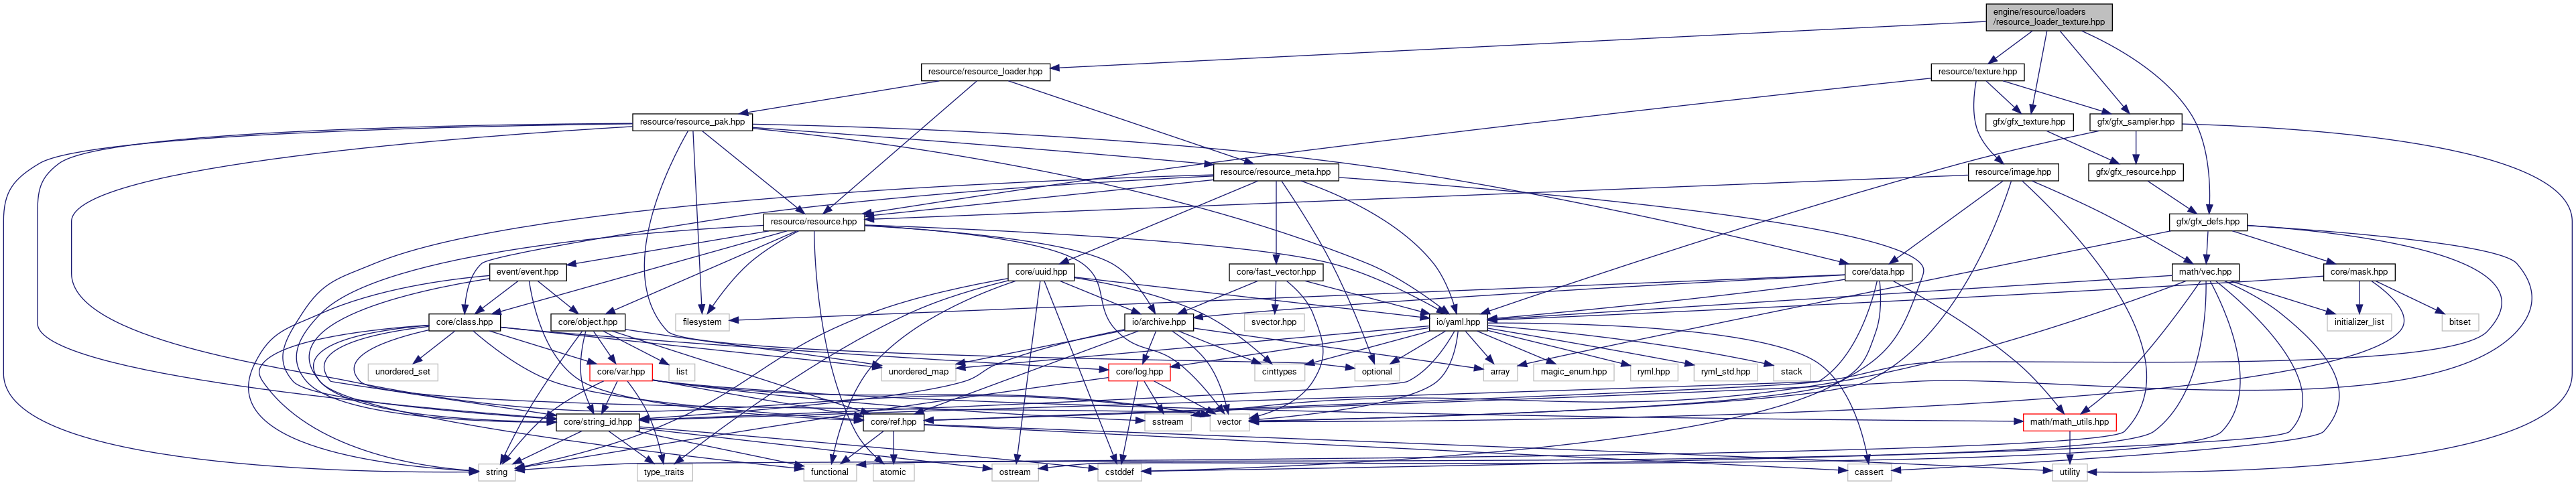 engine/resource/loaders
/resource_loader_texture.hpp
resource/resource_loader.hpp
resource/texture.hpp
resource/resource_pak.hpp
gfx/gfx_texture.hpp
gfx/gfx_sampler.hpp
resource/resource_meta.hpp
resource/image.hpp
gfx/gfx_resource.hpp
resource/resource.hpp
gfx/gfx_defs.hpp
event/event.hpp
core/uuid.hpp
core/fast_vector.hpp
core/data.hpp
math/vec.hpp
core/mask.hpp
core/class.hpp
core/object.hpp
filesystem
io/archive.hpp
svector.hpp
io/yaml.hpp
initializer_list
bitset
unordered_set
core/var.hpp
list
unordered_map
core/log.hpp
cinttypes
optional
array
magic_enum.hpp
ryml.hpp
ryml_std.hpp
stack
core/string_id.hpp
core/ref.hpp
sstream
vector
math/math_utils.hpp
string
type_traits
functional
atomic
ostream
cstddef
cassert
utility